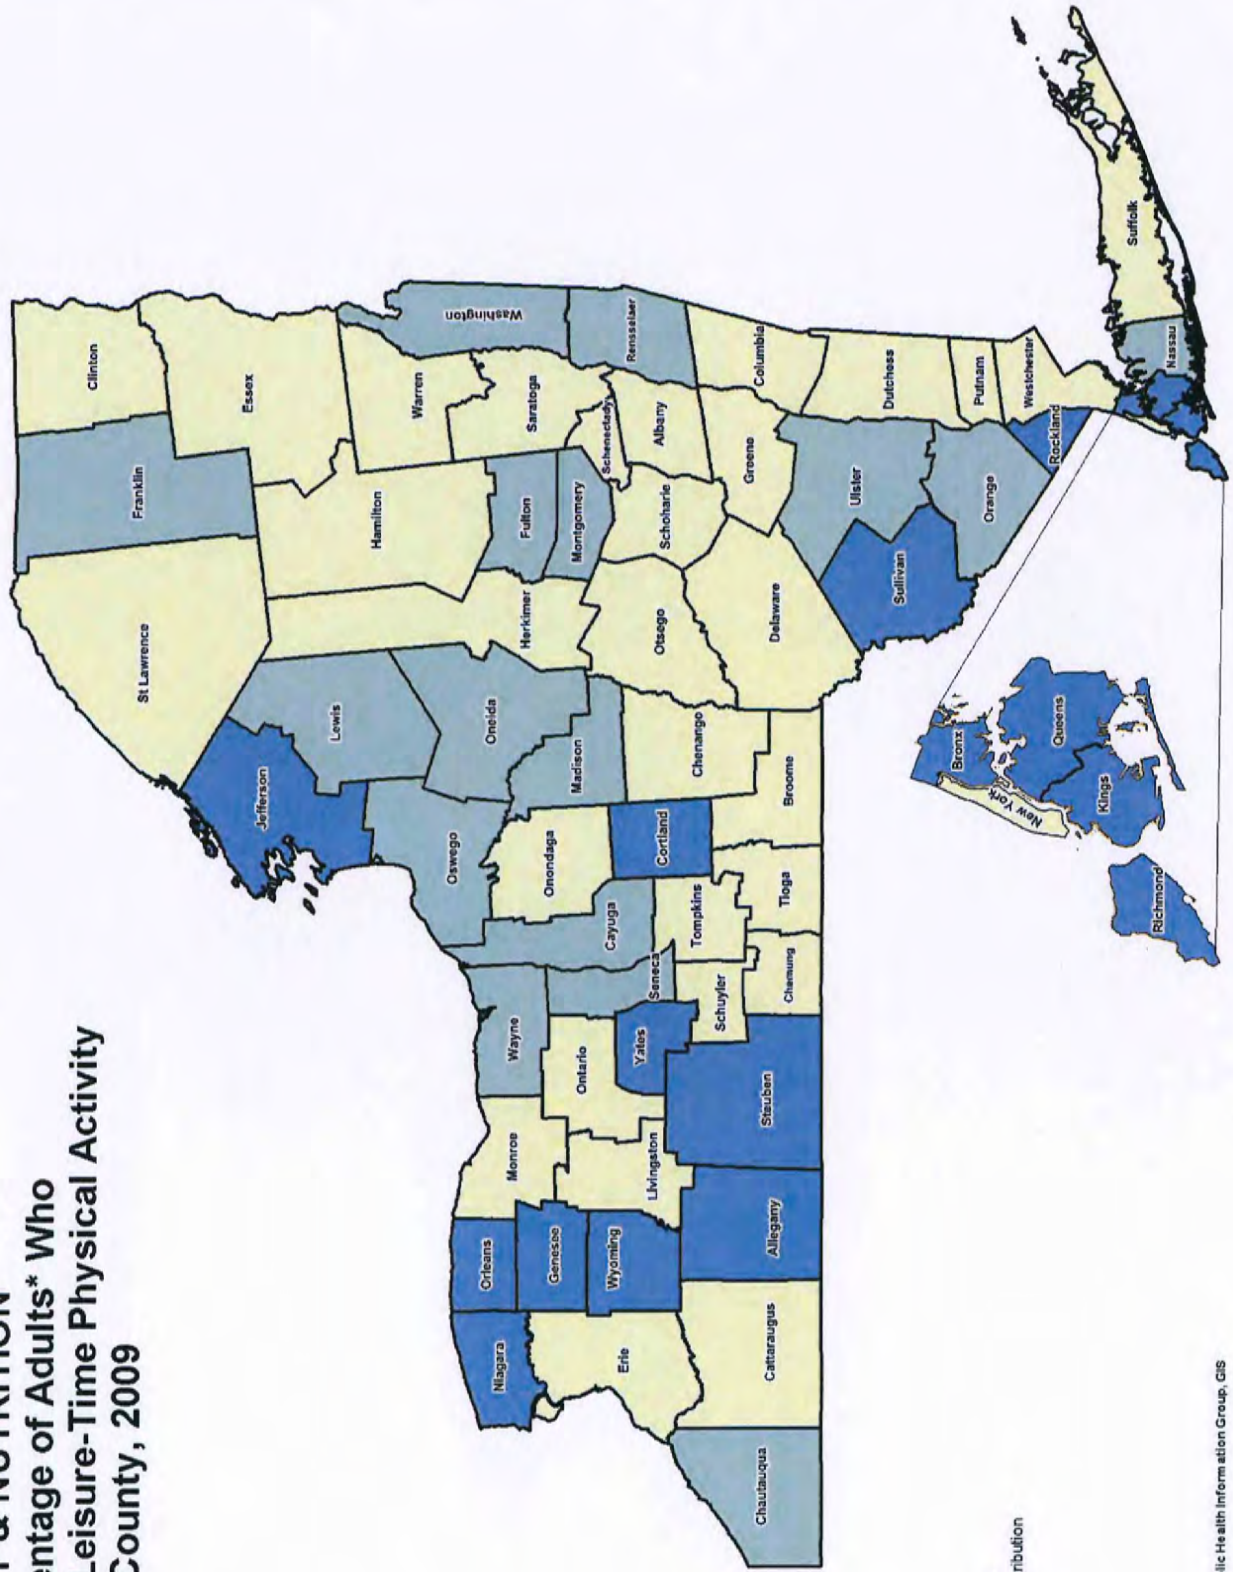 & NUTRITION
entage of Adults* Who
Leisure-Time Physical Activity
County, 2009
Clinton
Franklin
St Lawrence
Essex
Jefferson
Lewis
Hamilton
Warren
Washington
Oswego
Oneida
Herkimer
Fulton
Saratoga
Niagara
Orleans
Monroe
Wayne
Genesee
Onondaga
Madison
Montgomery
Schenectady
Rensselaer
Erie
Wyoming
Livingston
Ontario
Yates
Seneca
Cayuga
Cortland
Otsego
Schoharie
Albany
Chenango
Tompkins
Schuyler
Greene
Columbia
Chautauqua
Cattaraugus
Allegany
Steuben
Chemung
Tioga
Broome
Delaware
Ulster
Dutchess
Sullivan
Orange
Putnam
Rockland
Westchester
Suffolk
Nassau
Bronx
New York
Queens
Kings
Richmond
ribution
lic Health Information Group, GIS